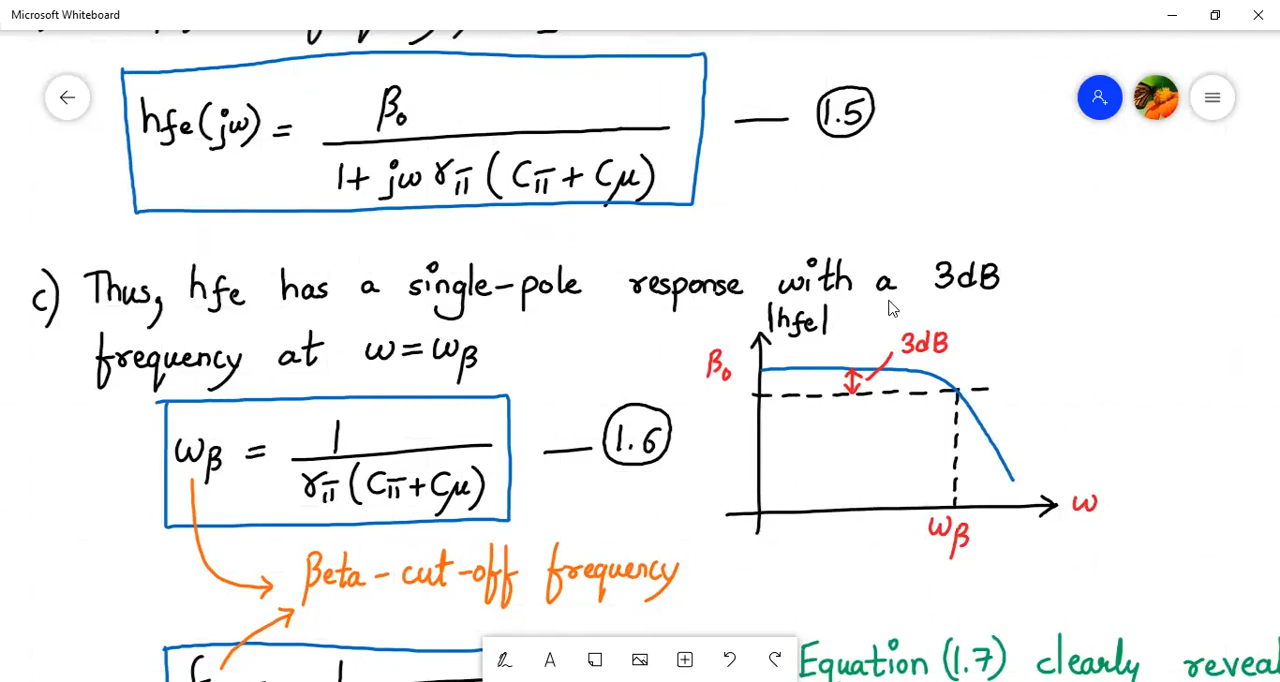 Microsoft Whiteboard
hfe(jω) = β₀ / 1 + jω rπ (Cπ + Cμ) — 1.5
c) Thus, hfe has a single-pole response with a 3dB
frequency at ω = ωβ
|hfe|
β₀
3dB
ωβ = 1 / rπ (Cπ + Cμ) — 1.6
ω
ωβ
Beta-cut-off frequency
Equation (1.7) clearly